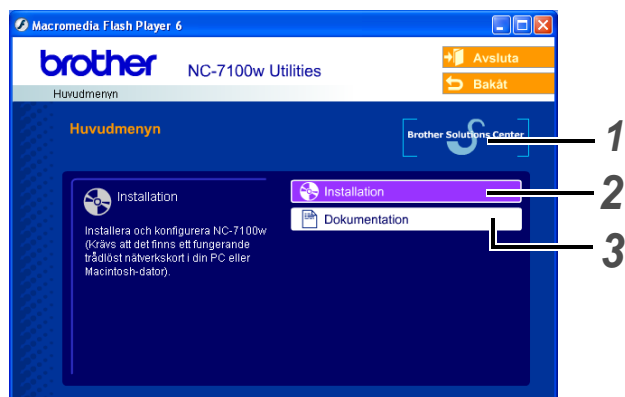 Macromedia Flash Player 6
brother
NC-7100w Utilities
Avsluta
Bakåt
Huvudmenyn
Huvudmenyn
Brother Solutions Center
1
Installation
Installation
2
Dokumentation
3
Installera och konfigurera NC-7100w
(Krävs att det finns ett fungerande
trådlöst nätverkskort i din PC eller
Macintosh-dator).